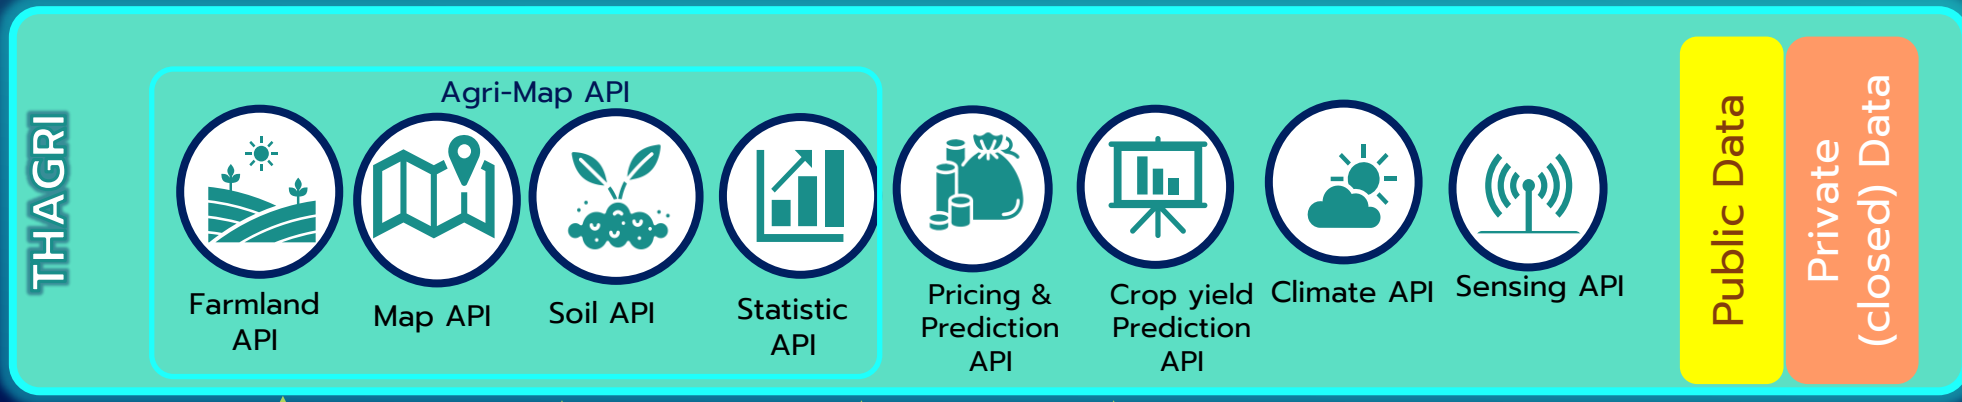 THAGRI
Agri-Map API
Farmland
API
Map API
Soil API
Statistic
API
Pricing &
Prediction
API
Crop yield
Prediction
API
Climate API
Sensing API
Public Data
Private
(closed) Data